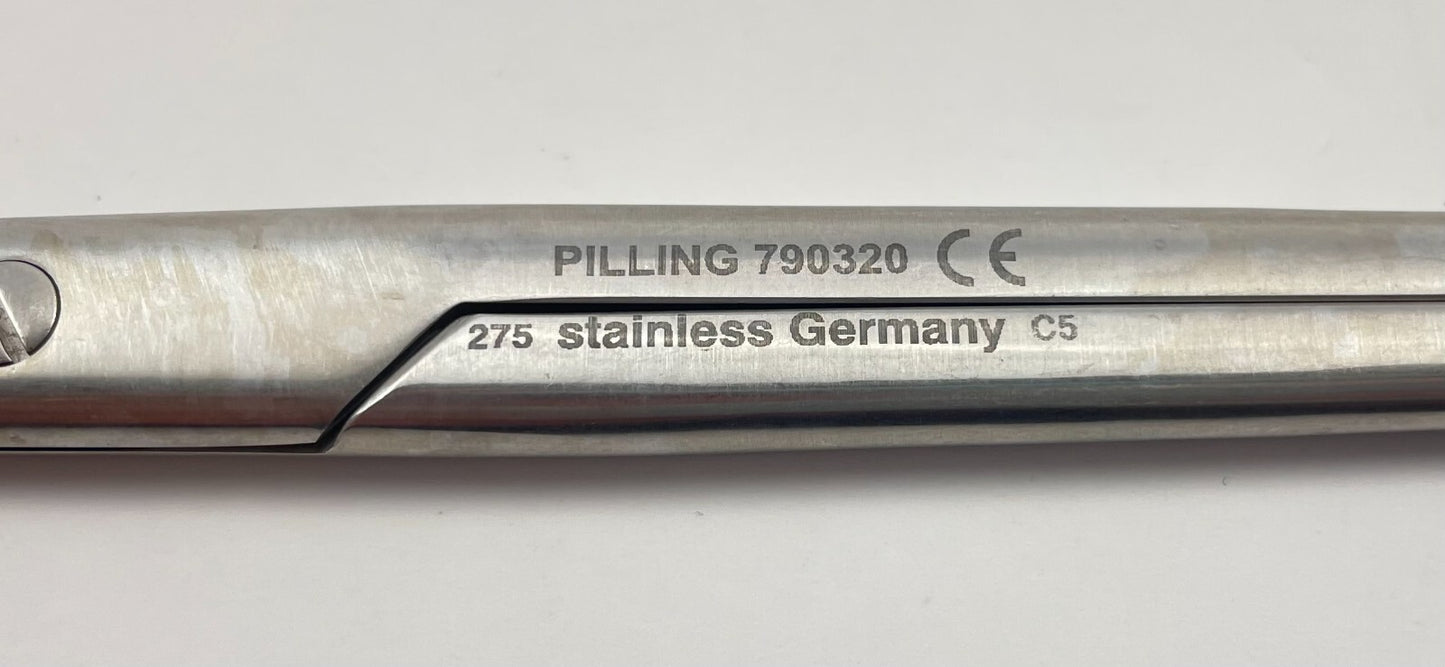 PILLING 790320 CE
275 stainless Germany C5